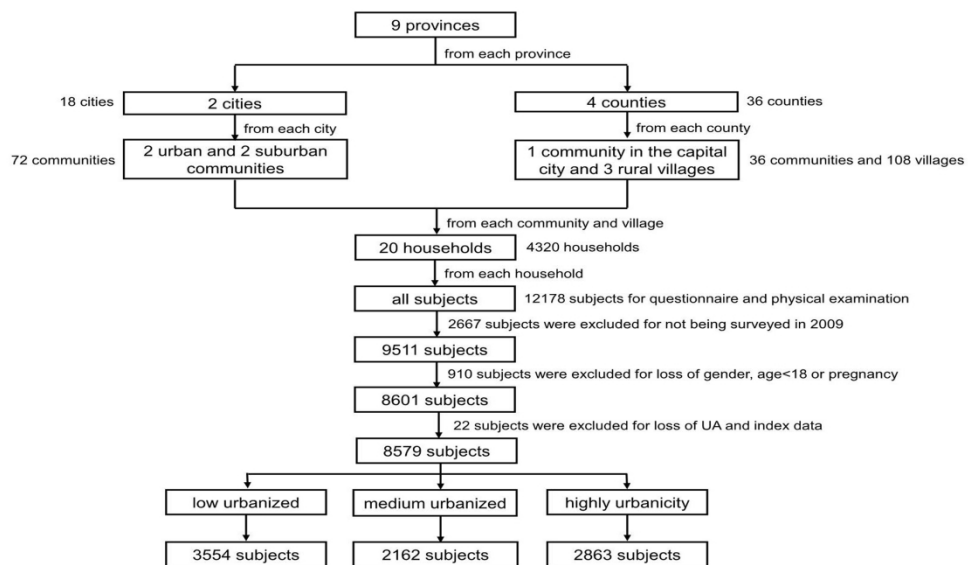 9 provinces
from each province
18 cities
2 cities
4 counties
36 counties
from each city
from each county
72 communities
2 urban and 2 suburban
communities
1 community in the capital
city and 3 rural villages
36 communities and 108 villages
from each community and village
20 households
4320 households
from each household
all subjects
12178 subjects for questionnaire and physical examination
2667 subjects were excluded for not being surveyed in 2009
9511 subjects
910 subjects were excluded for loss of gender, age<18 or pregnancy
8601 subjects
22 subjects were excluded for loss of UA and index data
8579 subjects
low urbanized
medium urbanized
highly urbanicity
3554 subjects
2162 subjects
2863 subjects